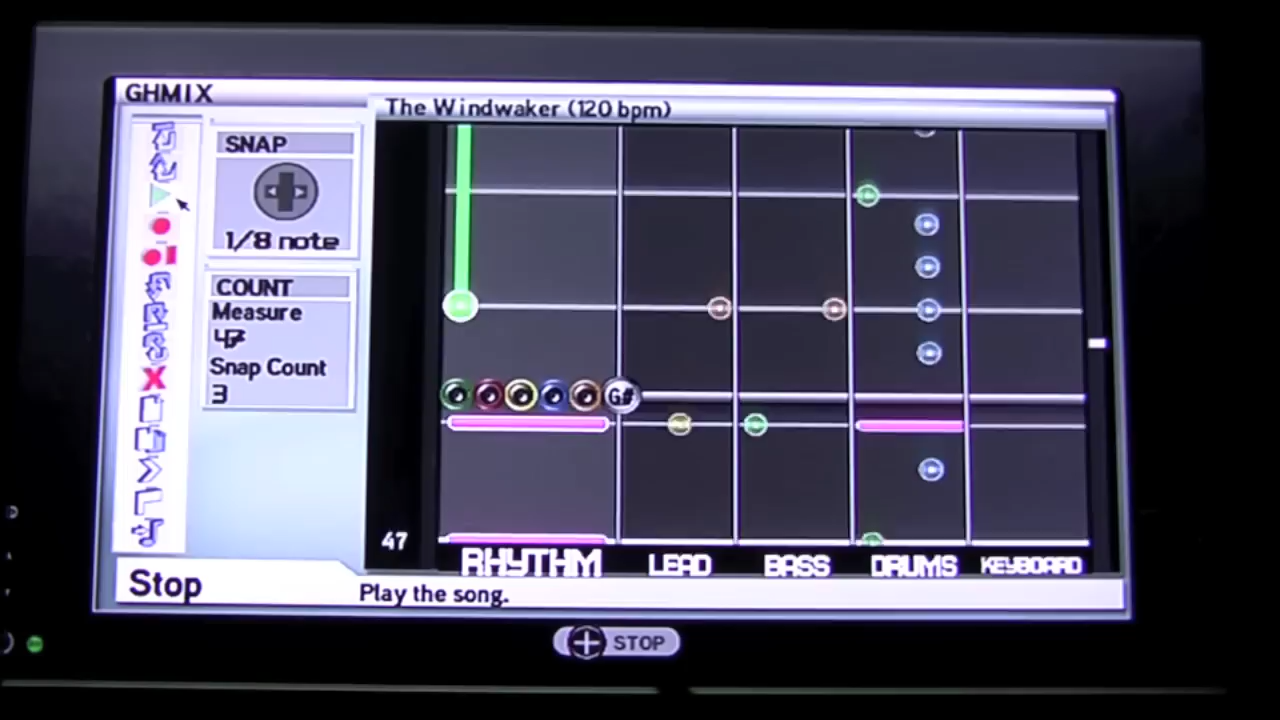 GHMIX
The Windwaker (120 bpm)
SNAP
1/8 note
COUNT
Measure
47
Snap Count
3
G#
47
RHYTHM LEAD BASS DRUMS KEYBOARD
Stop
Play the song.
STOP